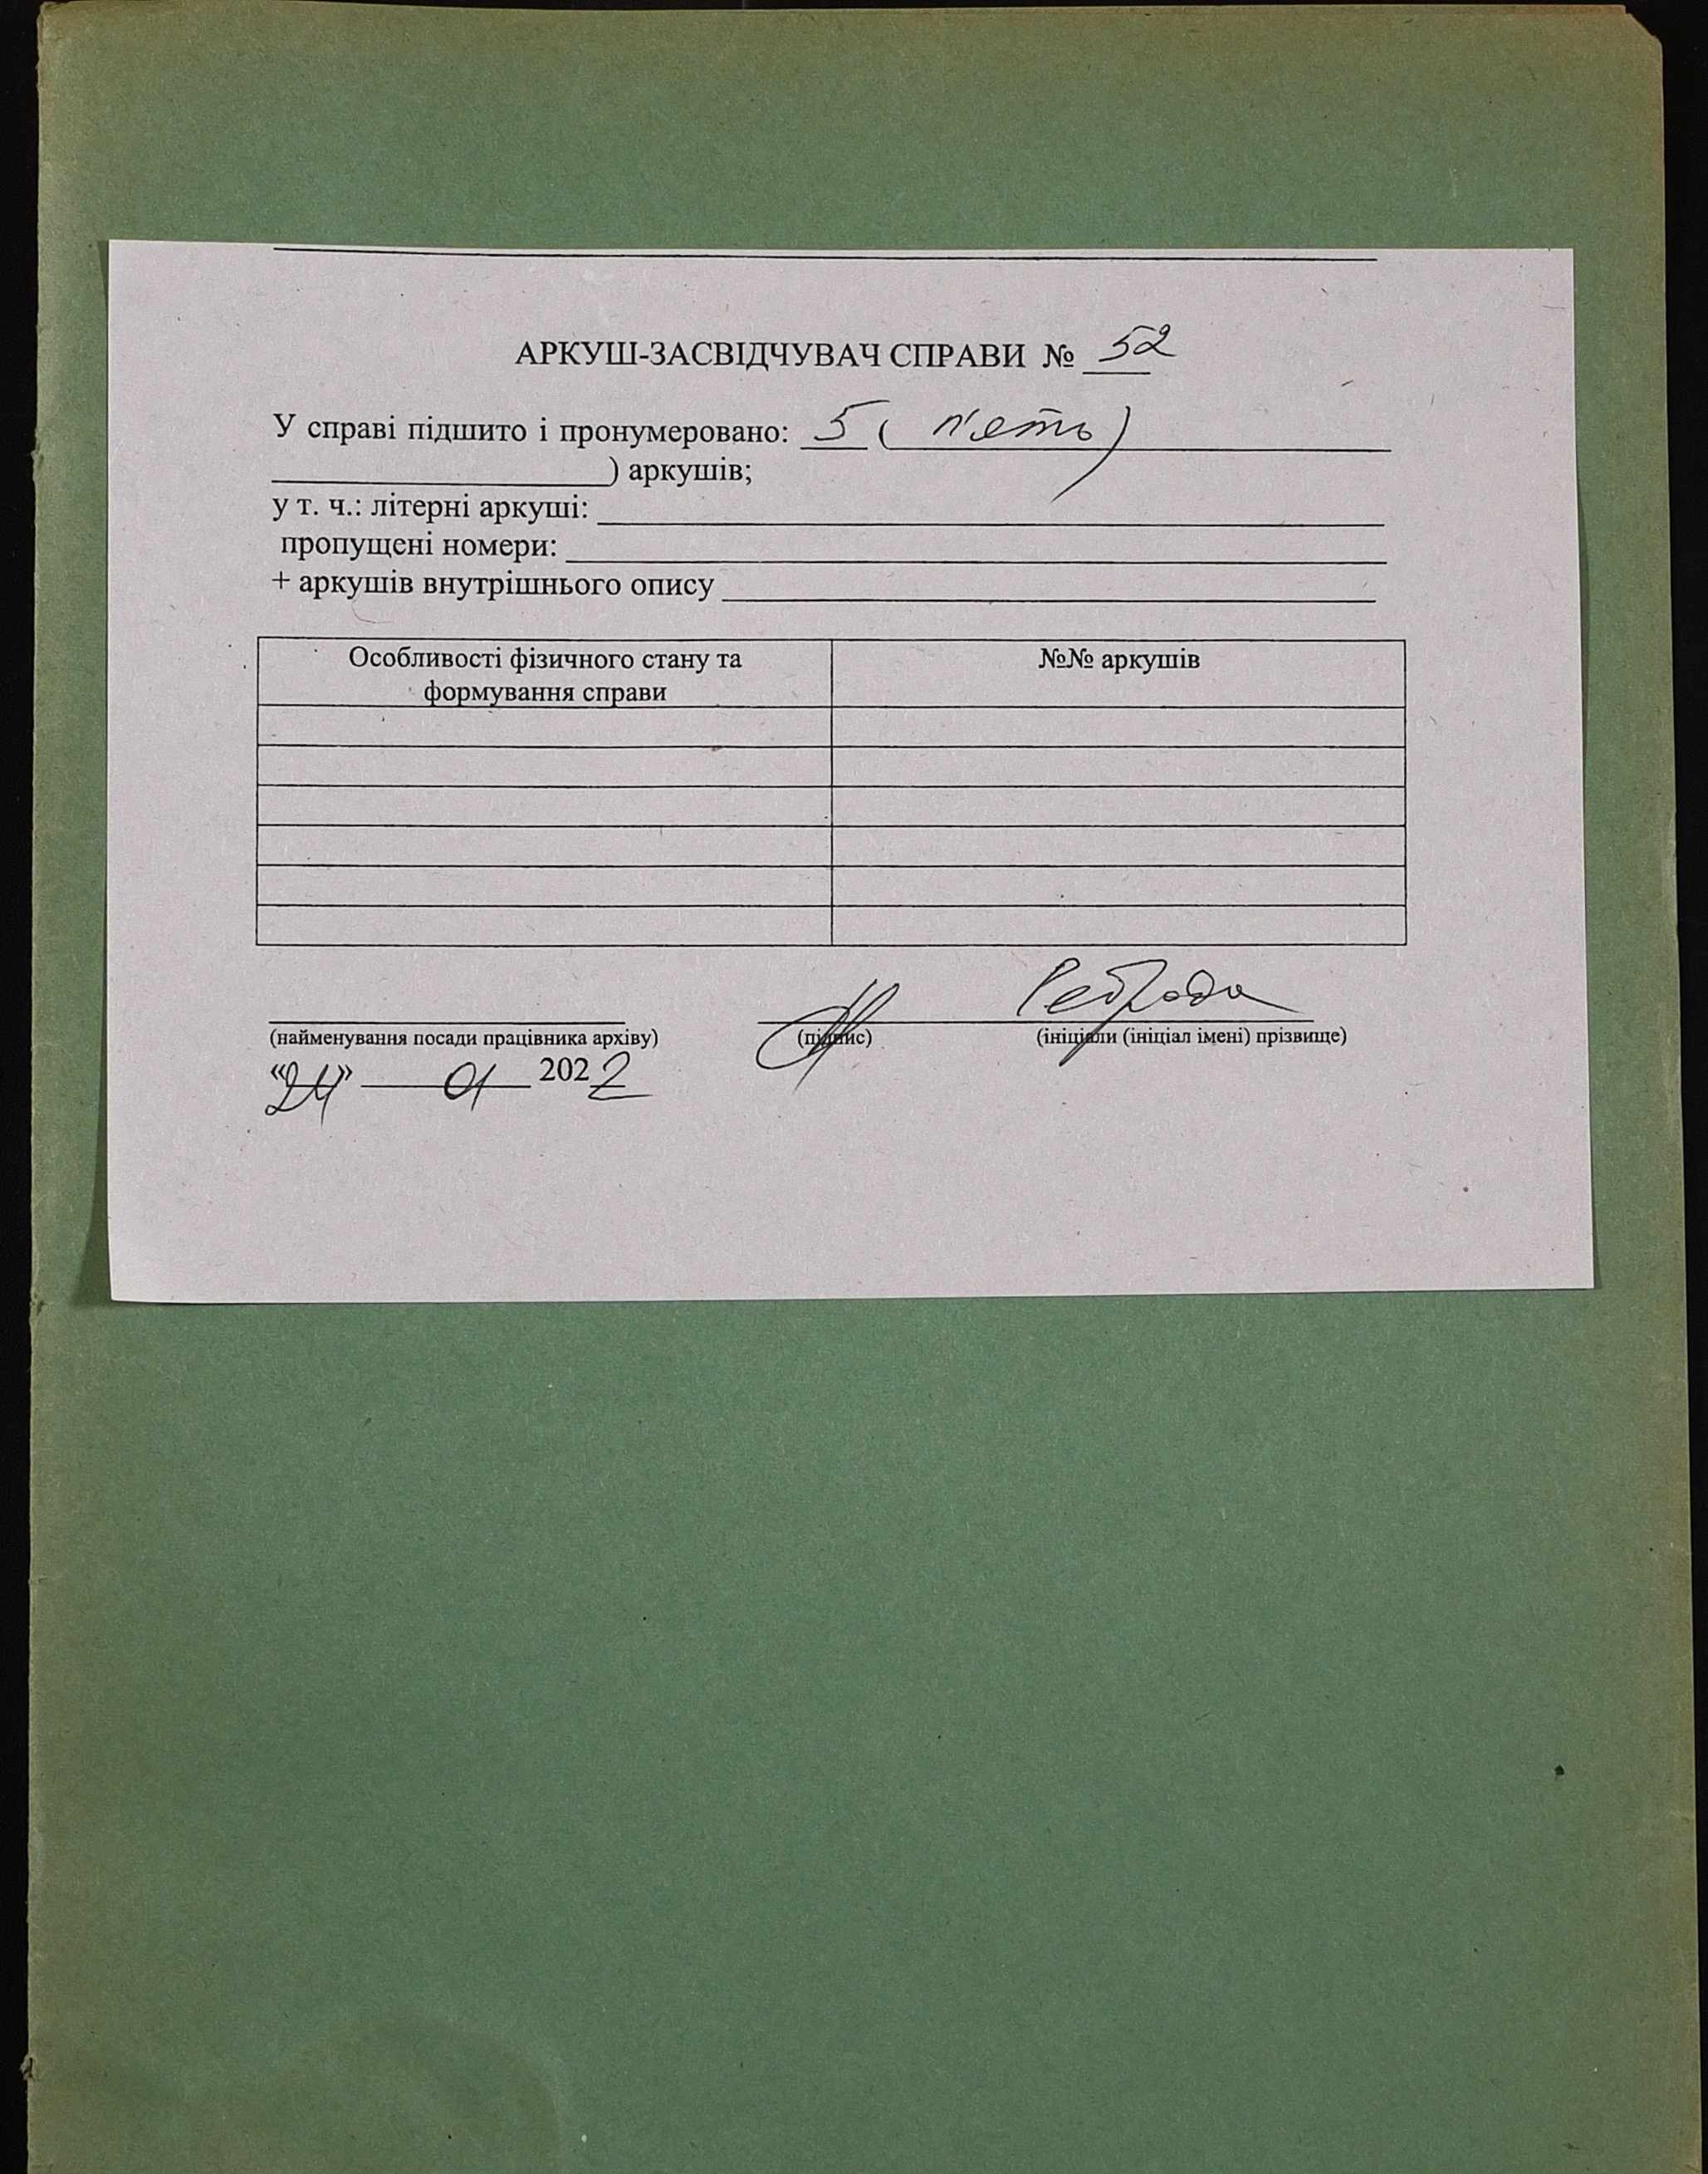 АРКУШ-ЗАСВІДЧУВАЧ СПРАВИ № 52
У справі підшито і пронумеровано: 5 ( п'ять)
) аркушів;
у т. ч.: літерні аркуші:
пропущені номери:
+ аркушів внутрішнього опису
Особливості фізичного стану та №№ аркушів
формування справи
(найменування посади працівника архіву) (підпис) (ініціали (ініціал імені) прізвище)
«24» 01 2022